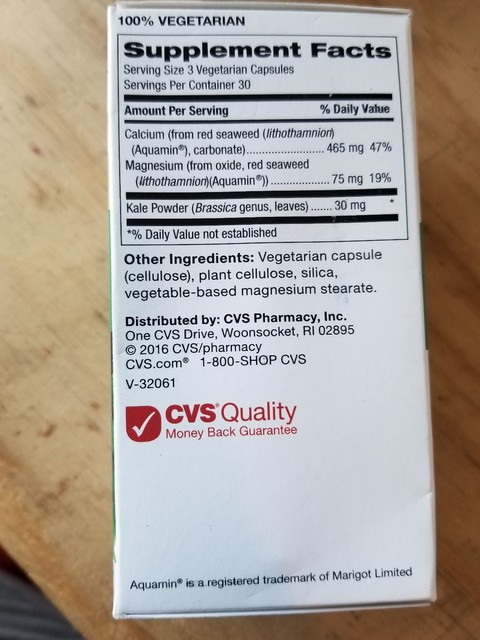 100% VEGETARIAN
Supplement Facts
Serving Size 3 Vegetarian Capsules
Servings Per Container 30
Amount Per Serving % Daily Value
Calcium (from red seaweed (lithothamnion)
(Aquamin®), carbonate)........................ 465 mg 47%
Magnesium (from oxide, red seaweed
(lithothamnion)(Aquamin®)) .................. 75 mg 19%
Kale Powder (Brassica genus, leaves) ....... 30 mg *
*% Daily Value not established
Other Ingredients: Vegetarian capsule
(cellulose), plant cellulose, silica,
vegetable-based magnesium stearate.
Distributed by: CVS Pharmacy, Inc.
One CVS Drive, Woonsocket, RI 02895
© 2016 CVS/pharmacy
CVS.com® 1-800-SHOP CVS
V-32061
CVS® Quality
Money Back Guarantee
Aquamin® is a registered trademark of Marigot Limited